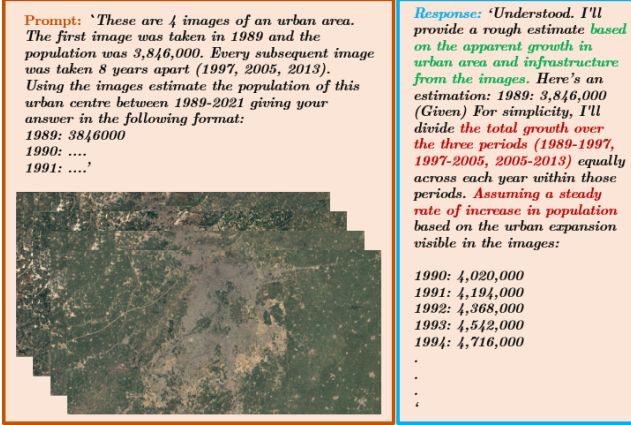 Prompt: `These are 4 images of an urban area.
The first image was taken in 1989 and the
population was 3,846,000. Every subsequent image
was taken 8 years apart (1997, 2005, 2013).
Using the images estimate the population of this
urban centre between 1989-2021 giving your
answer in the following format:
1989: 3846000
1990: ....
1991: ....’
Response: ‘Understood. I'll
provide a rough estimate based
on the apparent growth in
urban area and infrastructure
from the images. Here's an
estimation: 1989: 3,846,000
(Given) For simplicity, I'll
divide the total growth over
the three periods (1989-1997,
1997-2005, 2005-2013) equally
across each year within those
periods. Assuming a steady
rate of increase in population
based on the urban expansion
visible in the images:
1990: 4,020,000
1991: 4,194,000
1992: 4,368,000
1993: 4,542,000
1994: 4,716,000
.
.
.
‘